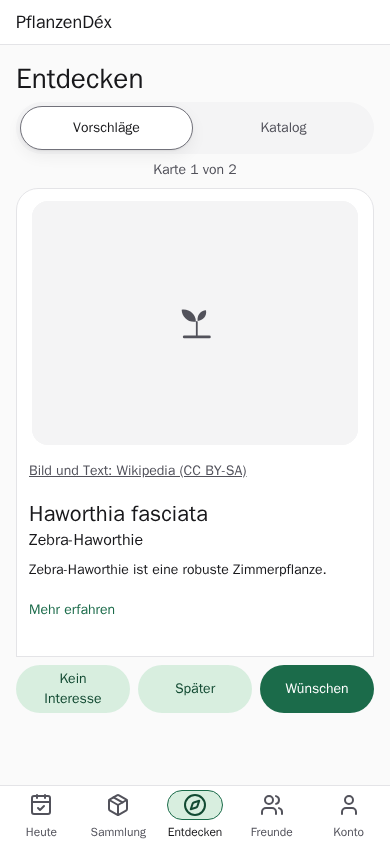 PflanzenDéx
Entdecken
Vorschläge
Katalog
Karte 1 von 2
Bild und Text: Wikipedia (CC BY-SA)
Haworthia fasciata
Zebra-Haworthie
Zebra-Haworthie ist eine robuste Zimmerpflanze.
Mehr erfahren
Kein
Interesse
Später
Wünschen
Heute
Sammlung
Entdecken
Freunde
Konto